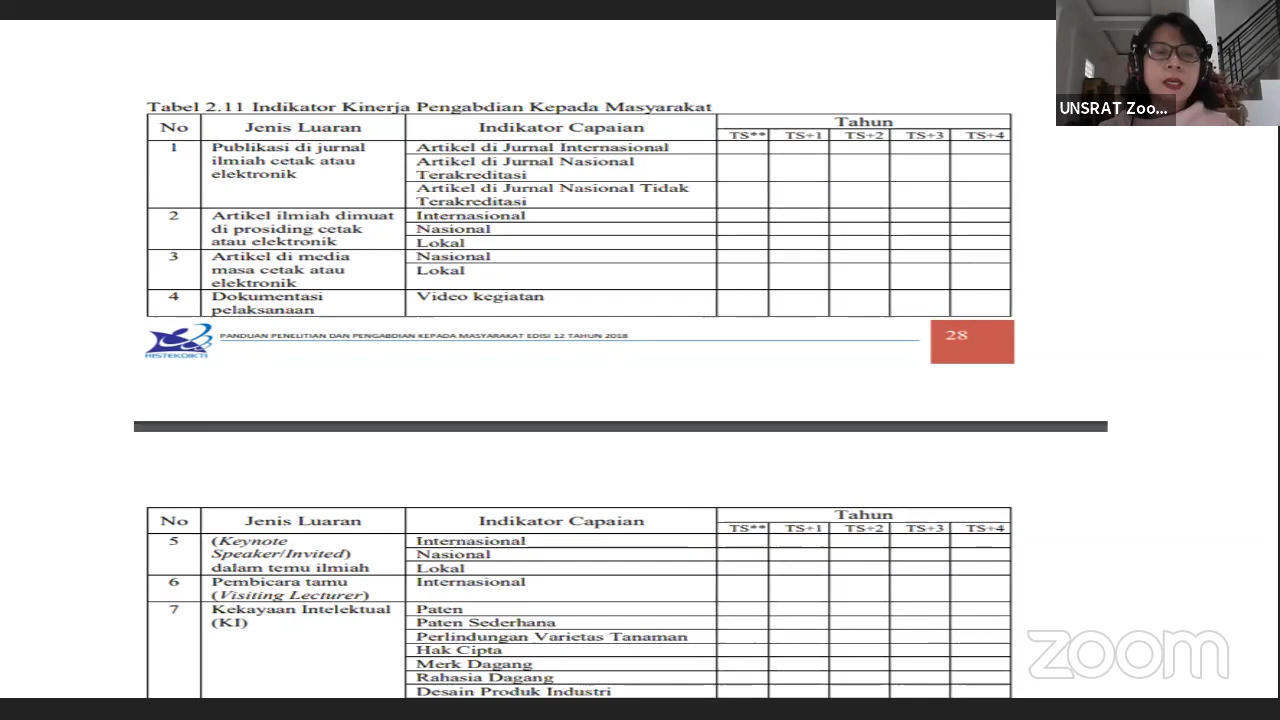 UNSRAT Zoo...
Tabel 2.11 Indikator Kinerja Pengabdian Kepada Masyarakat
No Jenis Luaran Indikator Capaian Tahun
TS** TS+1 TS+2 TS+3 TS+4
1 Publikasi di jurnal Artikel di Jurnal Internasional
ilmiah cetak atau Artikel di Jurnal Nasional
elektronik Terakreditasi
Artikel di Jurnal Nasional Tidak
Terakreditasi
2 Artikel ilmiah dimuat Internasional
di prosiding cetak Nasional
atau elektronik Lokal
3 Artikel di media Nasional
masa cetak atau Lokal
elektronik
4 Dokumentasi Video kegiatan
pelaksanaan
RISTEKDIKTI
PANDUAN PENELITIAN DAN PENGABDIAN KEPADA MASYARAKAT EDISI 12 TAHUN 2018
28
No Jenis Luaran Indikator Capaian Tahun
TS** TS+1 TS+2 TS+3 TS+4
5 (Keynote Internasional
Speaker/Invited) Nasional
dalam temu ilmiah Lokal
6 Pembicara tamu Internasional
(Visiting Lecturer)
7 Kekayaan Intelektual Paten
(KI) Paten Sederhana
Perlindungan Varietas Tanaman
Hak Cipta
Merk Dagang
Rahasia Dagang
Desain Produk Industri
zoom